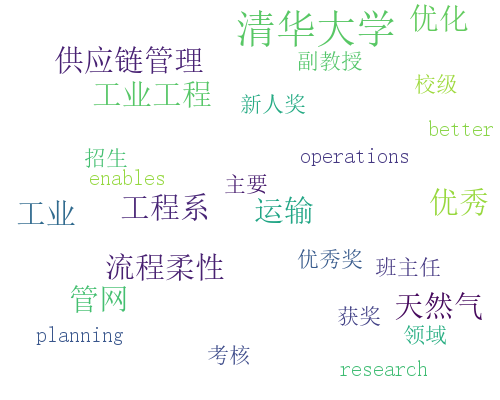 清华大学
优化
供应链管理
副教授
校级
工业工程
新人奖
better
招生
operations
enables
主要
优秀
工业
工程系
运输
优秀奖
班主任
流程柔性
管网
天然气
获奖
领域
planning
考核
research